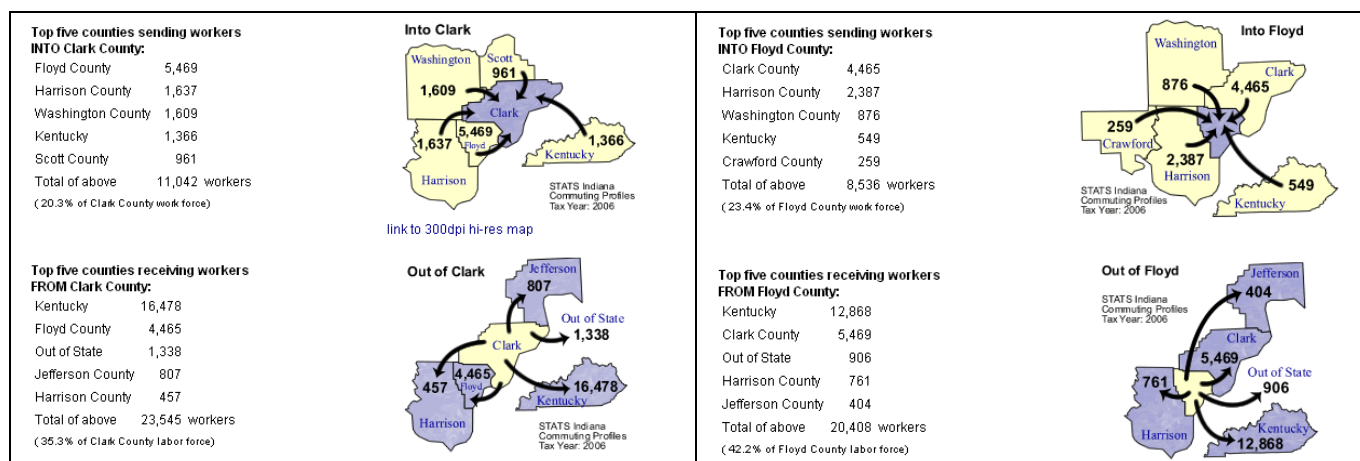 Top five counties sending workers
INTO Clark County:
Floyd County 5,469
Harrison County 1,637
Washington County 1,609
Kentucky 1,366
Scott County 961
Total of above 11,042 workers
( 20.3% of Clark County work force)
Into Clark
Washington
Scott
961
1,609
Clark
5,469
Floyd
1,637
1,366
Kentucky
Harrison
STATS Indiana
Commuting Profiles
Tax Year: 2006
link to 300dpi hi-res map
Top five counties receiving workers
FROM Clark County:
Kentucky 16,478
Floyd County 4,465
Out of State 1,338
Jefferson County 807
Harrison County 457
Total of above 23,545 workers
(35.3% of Clark County labor force)
Out of Clark
Jefferson
807
Out of State
1,338
Clark
4,465
Floyd
457
16,478
Kentucky
Harrison
STATS Indiana
Commuting Profiles
Tax Year: 2006
Top five counties sending workers
INTO Floyd County:
Clark County 4,465
Harrison County 2,387
Washington County 876
Kentucky 549
Crawford County 259
Total of above 8,536 workers
(23.4% of Floyd County work force)
Into Floyd
Washington
Clark
876
4,465
259
Crawford
2,387
Harrison
549
Kentucky
STATS Indiana
Commuting Profiles
Tax Year: 2006
Top five counties receiving workers
FROM Floyd County:
Kentucky 12,868
Clark County 5,469
Out of State 906
Harrison County 761
Jefferson County 404
Total of above 20,408 workers
(42.2% of Floyd County labor force)
Out of Floyd
Jefferson
404
STATS Indiana
Commuting Profiles
Tax Year: 2006
Clark
5,469
Out of State
906
761
Harrison
Kentucky
12,868